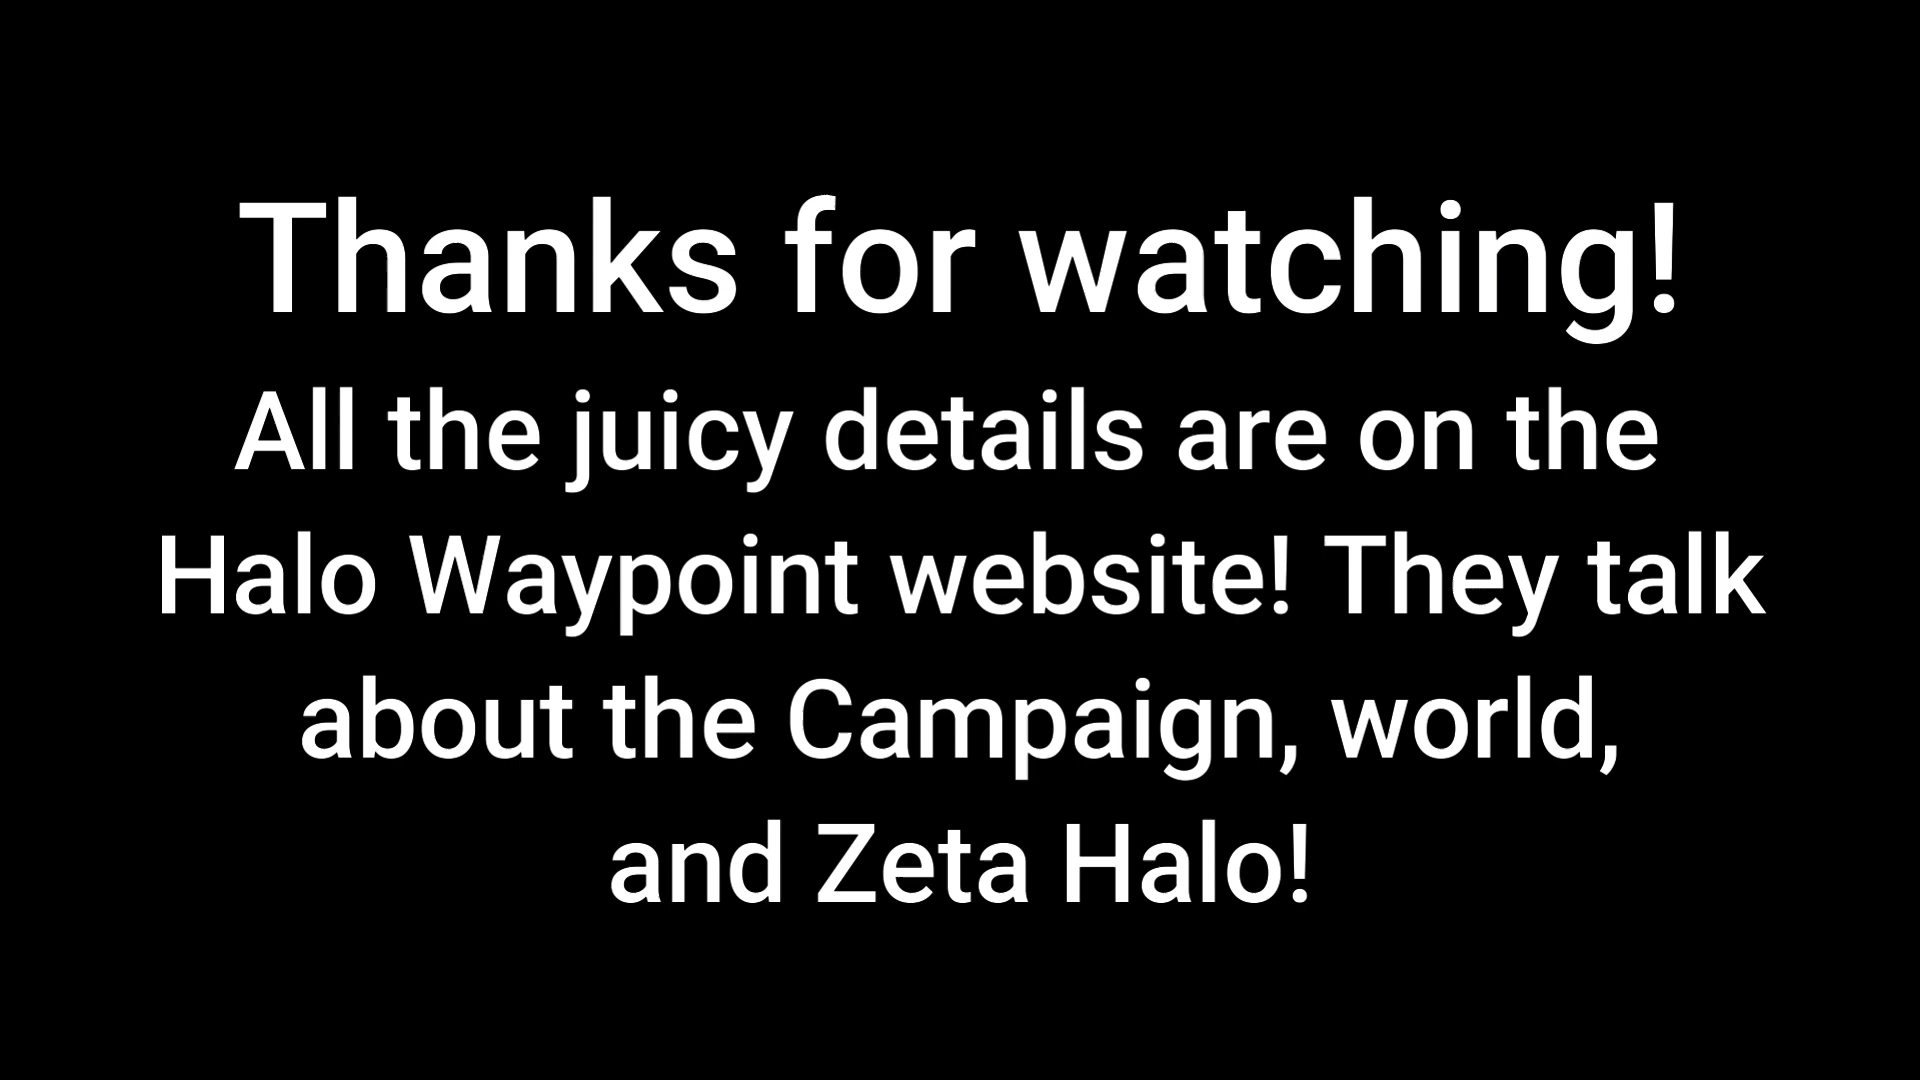 Thanks for watching!
All the juicy details are on the
Halo Waypoint website! They talk
about the Campaign, world,
and Zeta Halo!